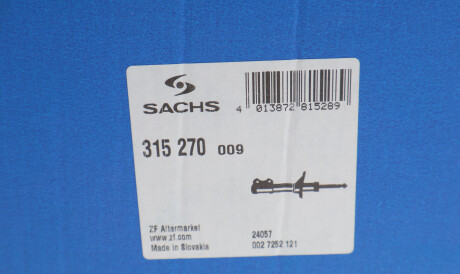 SACHS
4 013872 815289
315 270 009
ZF Aftermarket
www.zf.com
Made in Slovakia
24057
002 7252 121